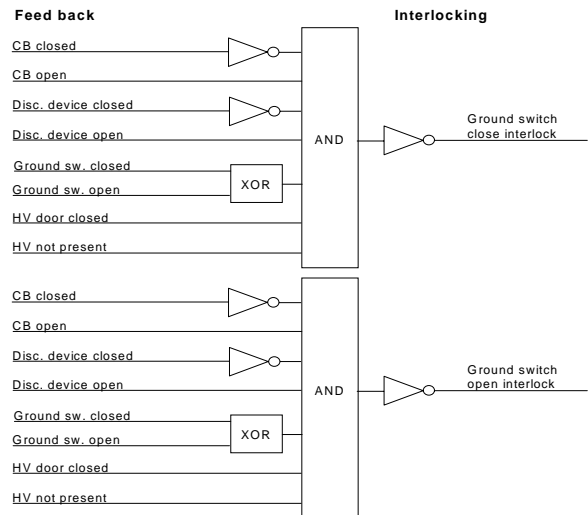 Feed back
Interlocking
CB closed
CB open
Disc. device closed
Disc. device open
Ground sw. closed
Ground sw. open
HV door closed
HV not present
XOR
AND
Ground switch
close interlock
CB closed
CB open
Disc. device closed
Disc. device open
Ground sw. closed
Ground sw. open
HV door closed
HV not present
XOR
AND
Ground switch
open interlock